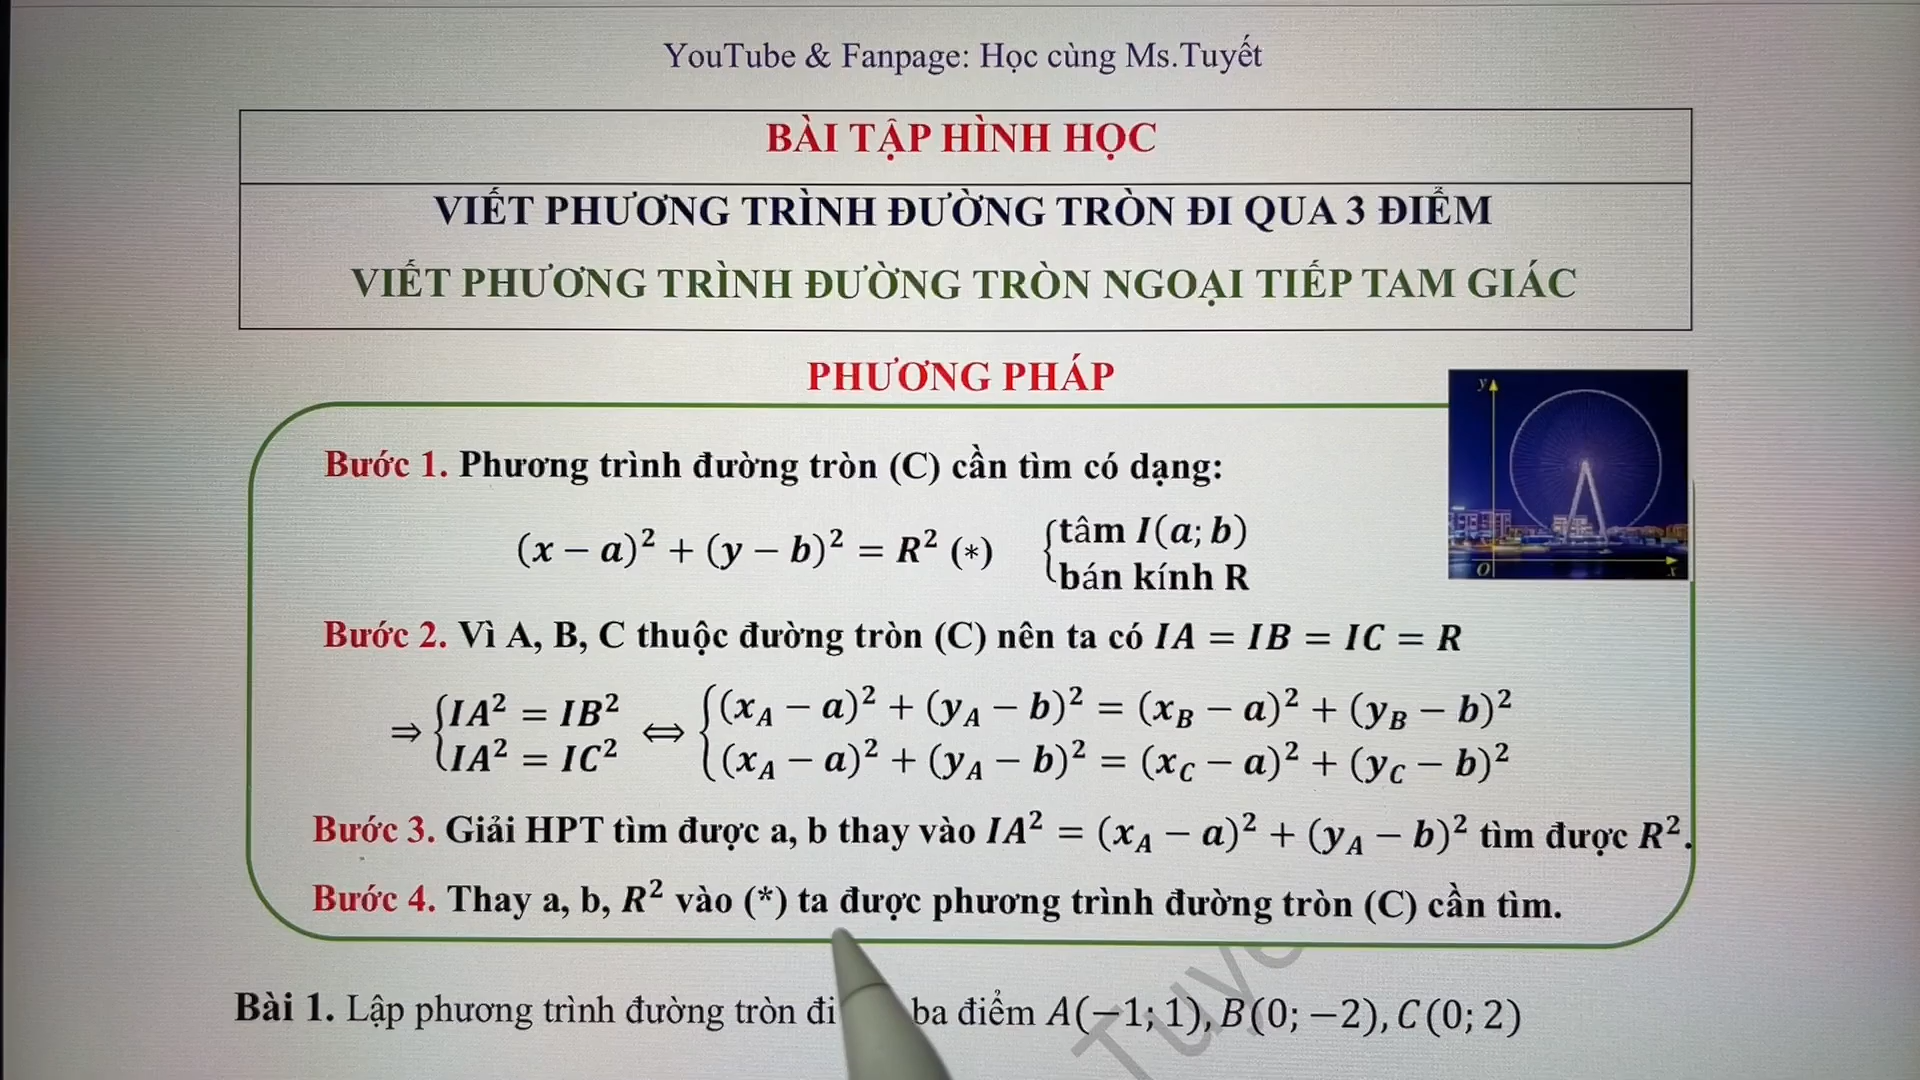 YouTube & Fanpage: Học cùng Ms.Tuyết
BÀI TẬP HÌNH HỌC
VIẾT PHƯƠNG TRÌNH ĐƯỜNG TRÒN ĐI QUA 3 ĐIỂM
VIẾT PHƯƠNG TRÌNH ĐƯỜNG TRÒN NGOẠI TIẾP TAM GIÁC
PHƯƠNG PHÁP
y
O x
Bước 1. Phương trình đường tròn (C) cần tìm có dạng:
(x − a)² + (y − b)² = R² (*) {tâm I(a; b)
bán kính R
Bước 2. Vì A, B, C thuộc đường tròn (C) nên ta có IA = IB = IC = R
⇒ {IA² = IB² ⇔ {(x_A − a)² + (y_A − b)² = (x_B − a)² + (y_B − b)²
IA² = IC² (x_A − a)² + (y_A − b)² = (x_C − a)² + (y_C − b)²
Bước 3. Giải HPT tìm được a, b thay vào IA² = (x_A − a)² + (y_A − b)² tìm được R².
Bước 4. Thay a, b, R² vào (*) ta được phương trình đường tròn (C) cần tìm.
Bài 1. Lập phương trình đường tròn đi ba điểm A(−1; 1), B(0; −2), C(0; 2)